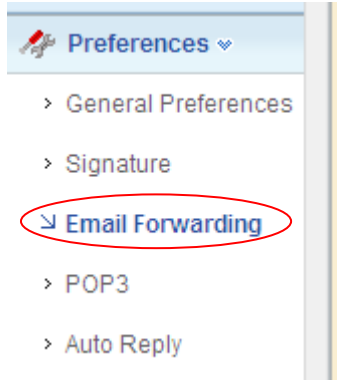 Preferences
General Preferences
Signature
Email Forwarding
POP3
Auto Reply